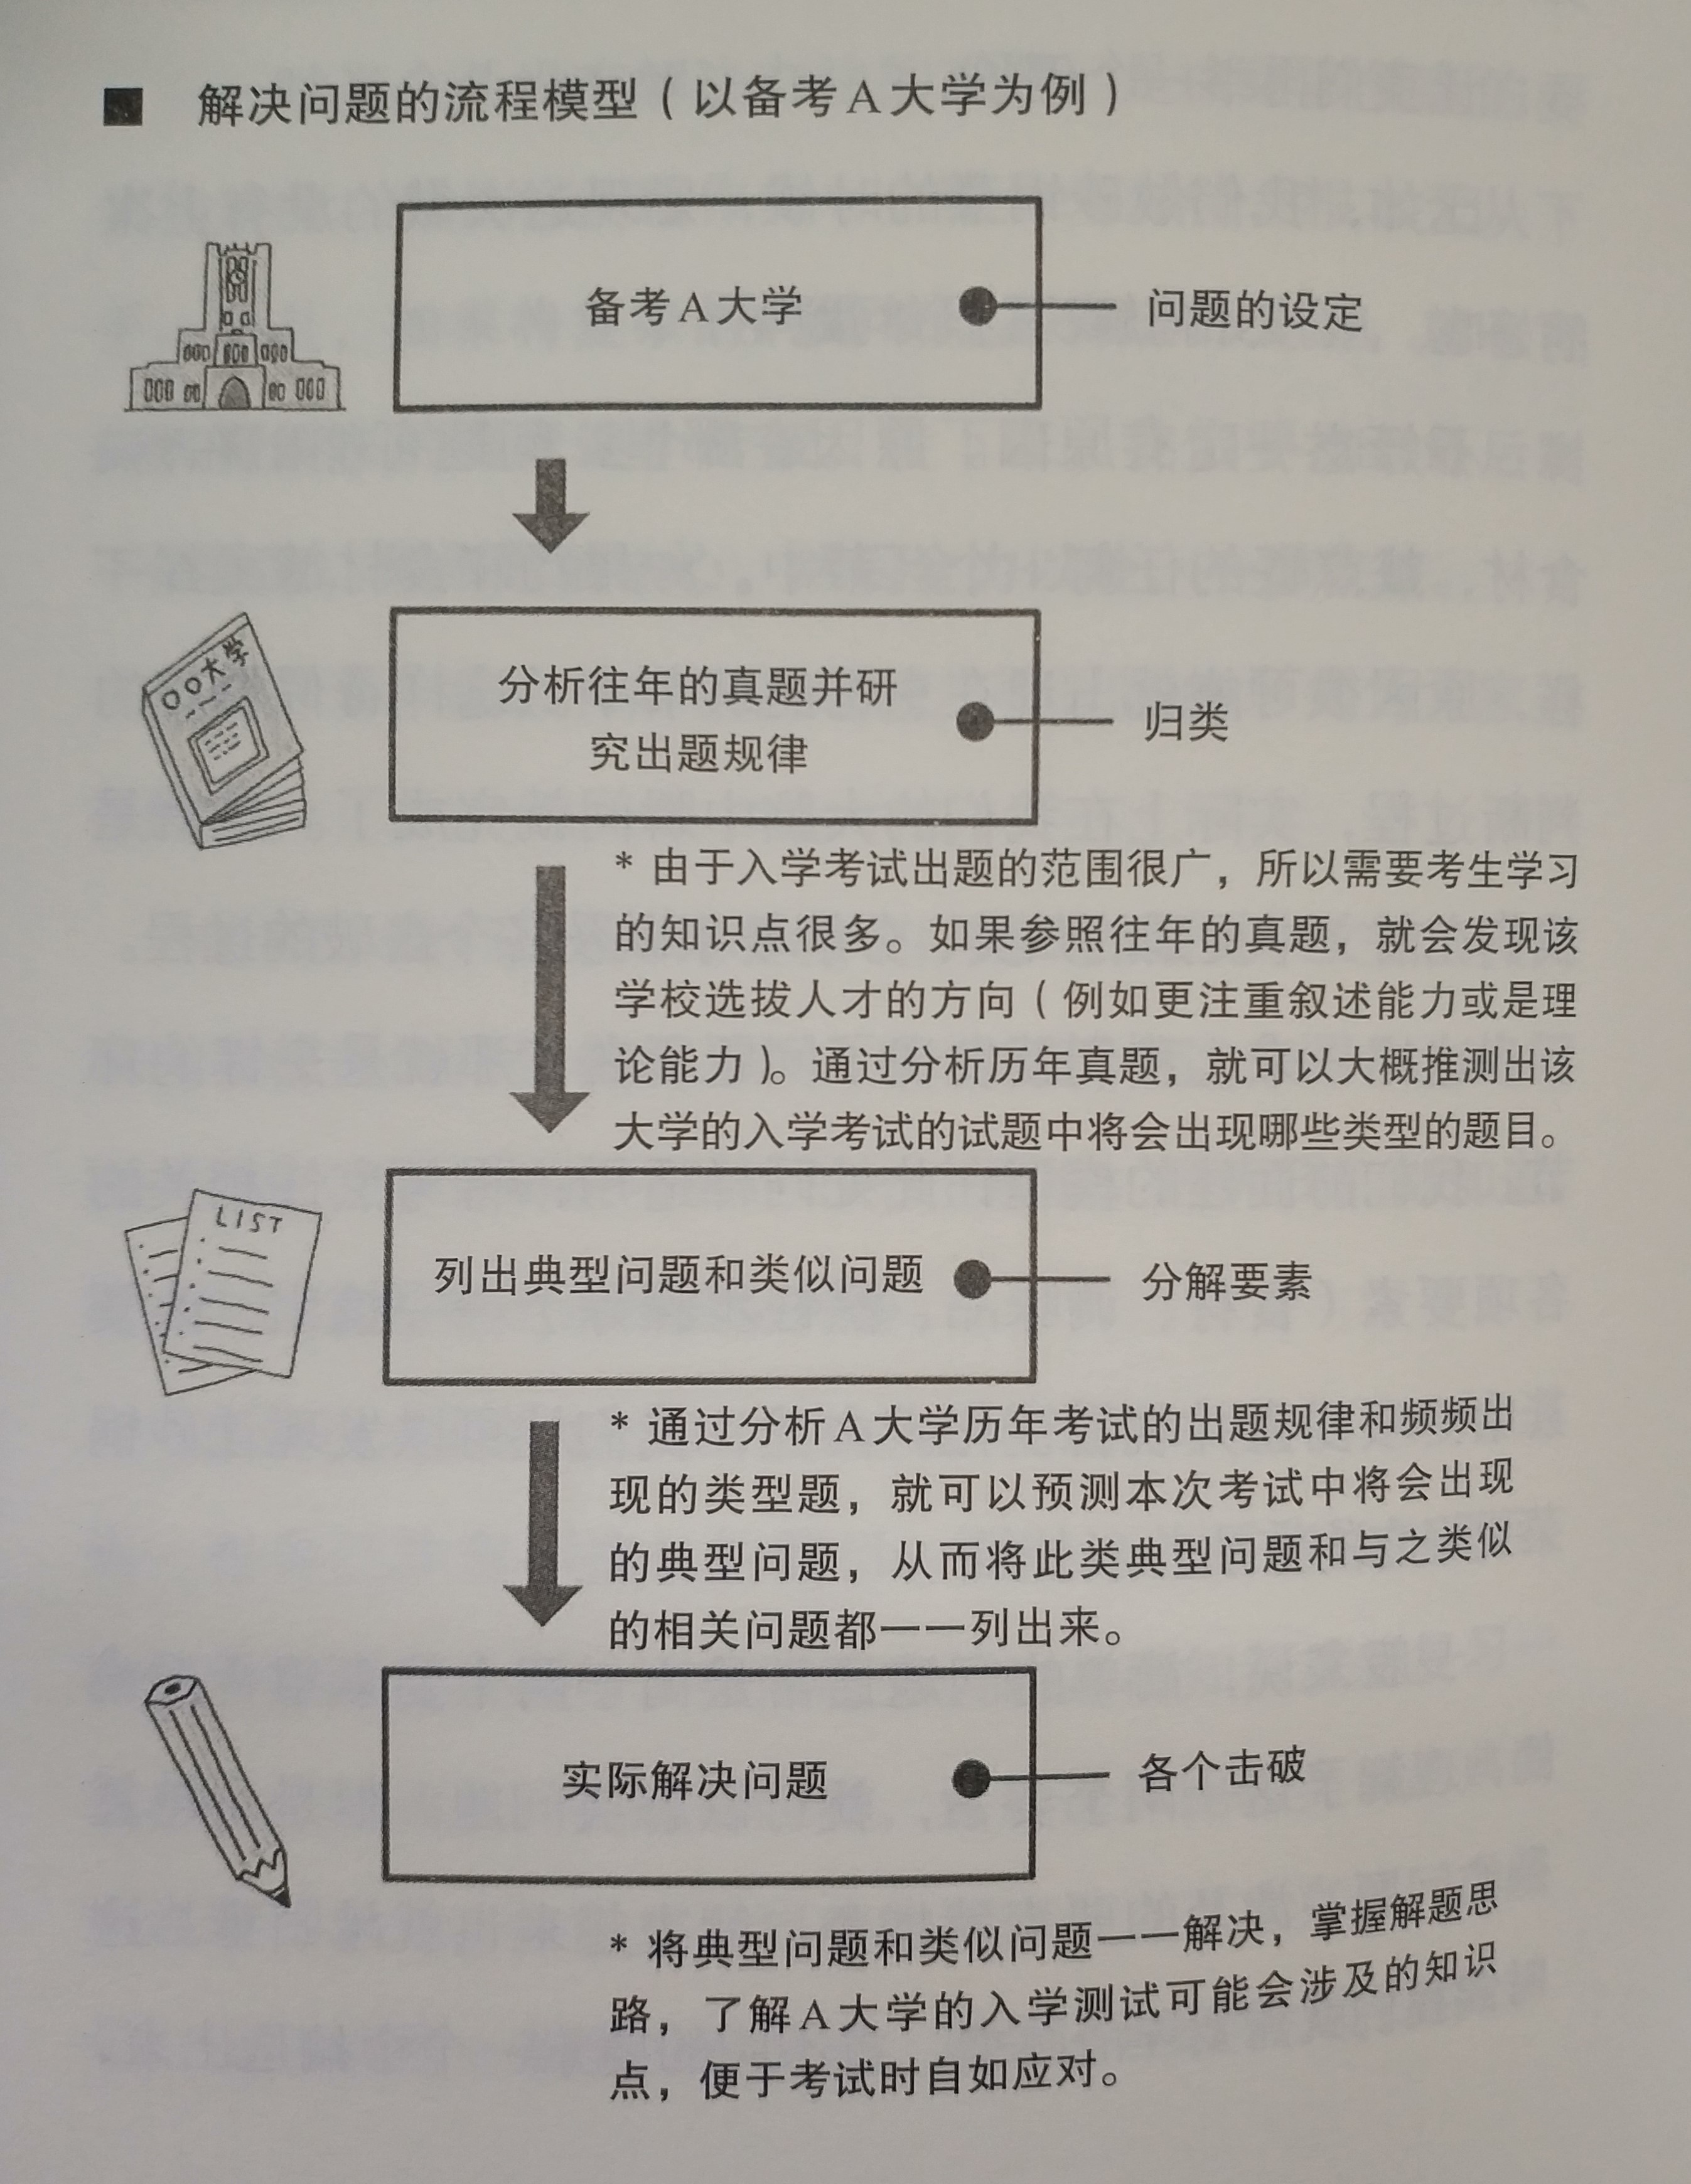 ■ 解决问题的流程模型（以备考A大学为例）
备考A大学
问题的设定
〇〇大学
分析往年的真题并研
究出题规律
归类
* 由于入学考试出题的范围很广，所以需要考生学习
的知识点很多。如果参照往年的真题，就会发现该
学校选拔人才的方向（例如更注重叙述能力或是理
论能力）。通过分析历年真题，就可以大概推测出该
大学的入学考试的试题中将会出现哪些类型的题目。
LIST
列出典型问题和类似问题
分解要素
* 通过分析A大学历年考试的出题规律和频频出
现的类型题，就可以预测本次考试中将会出现
的典型问题，从而将此类典型问题和与之类似
的相关问题都一一列出来。
实际解决问题
各个击破
* 将典型问题和类似问题一一解决，掌握解题思
路，了解A大学的入学测试可能会涉及的知识
点，便于考试时自如应对。